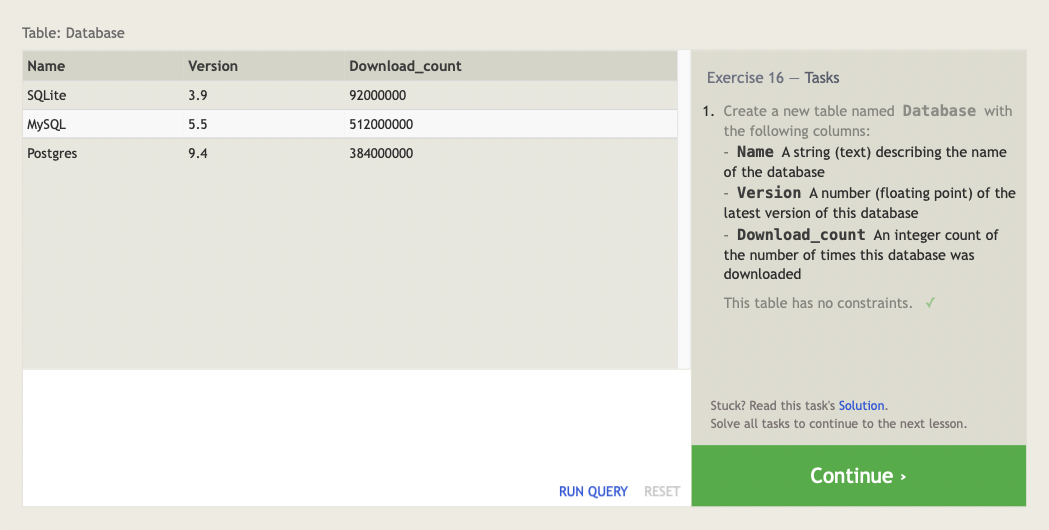 Table: Database
Name Version Download_count
SQLite 3.9 92000000
MySQL 5.5 512000000
Postgres 9.4 384000000
RUN QUERY RESET
Exercise 16 — Tasks
1. Create a new table named Database with
the following columns:
- Name A string (text) describing the name
of the database
- Version A number (floating point) of the
latest version of this database
- Download_count An integer count of
the number of times this database was
downloaded
This table has no constraints. ✓
Stuck? Read this task's Solution.
Solve all tasks to continue to the next lesson.
Continue ›